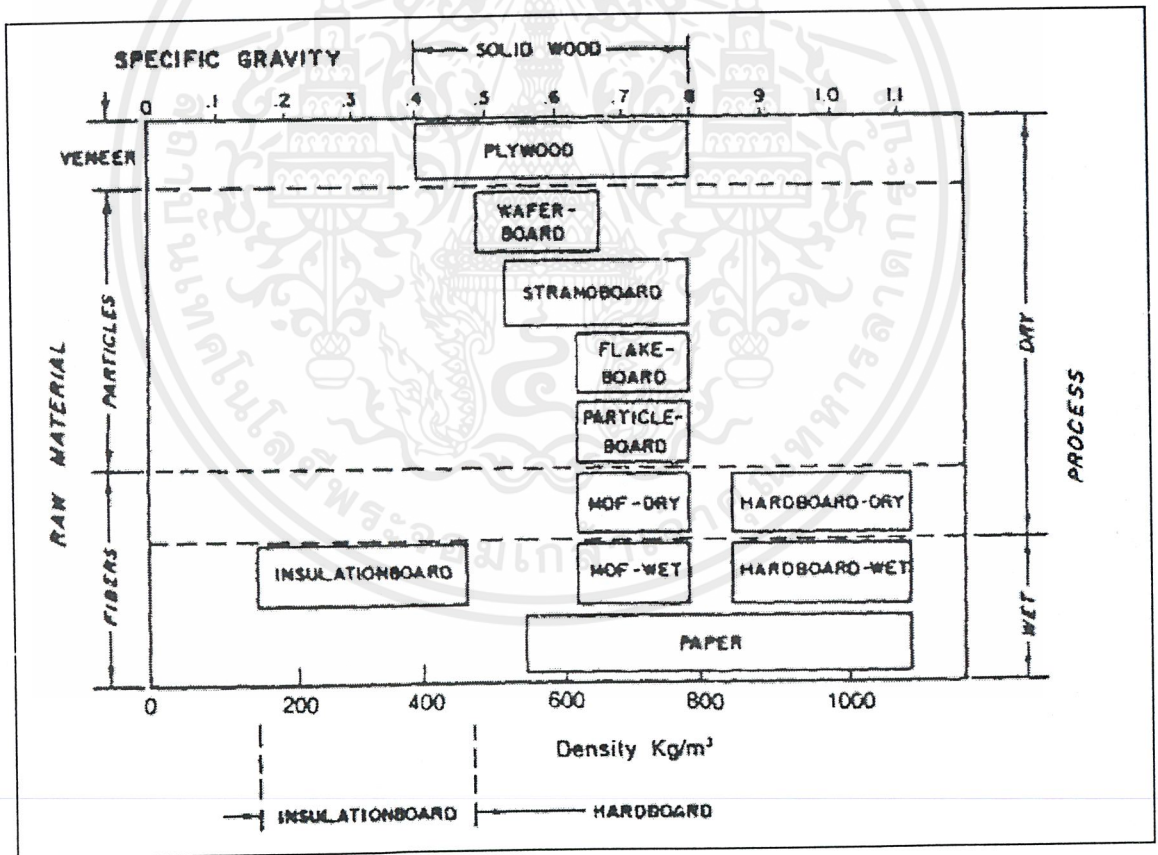 SOLID WOOD
SPECIFIC GRAVITY
0 .1 .2 .3 .4 .5 .6 .7 .8 .9 1.0 1.1
VENEER
PLYWOOD
WAFER-
BOARD
STRANDBOARD
FLAKE-
BOARD
PARTICLE-
BOARD
MDF-DRY
HARDBOARD-DRY
INSULATIONBOARD
MDF-WET
HARDBOARD-WET
PAPER
RAW MATERIAL
PARTICLES
FIBERS
DRY
WET
PROCESS
0 200 400 600 800 1000
Density Kg/m³
INSULATIONBOARD
HARDBOARD